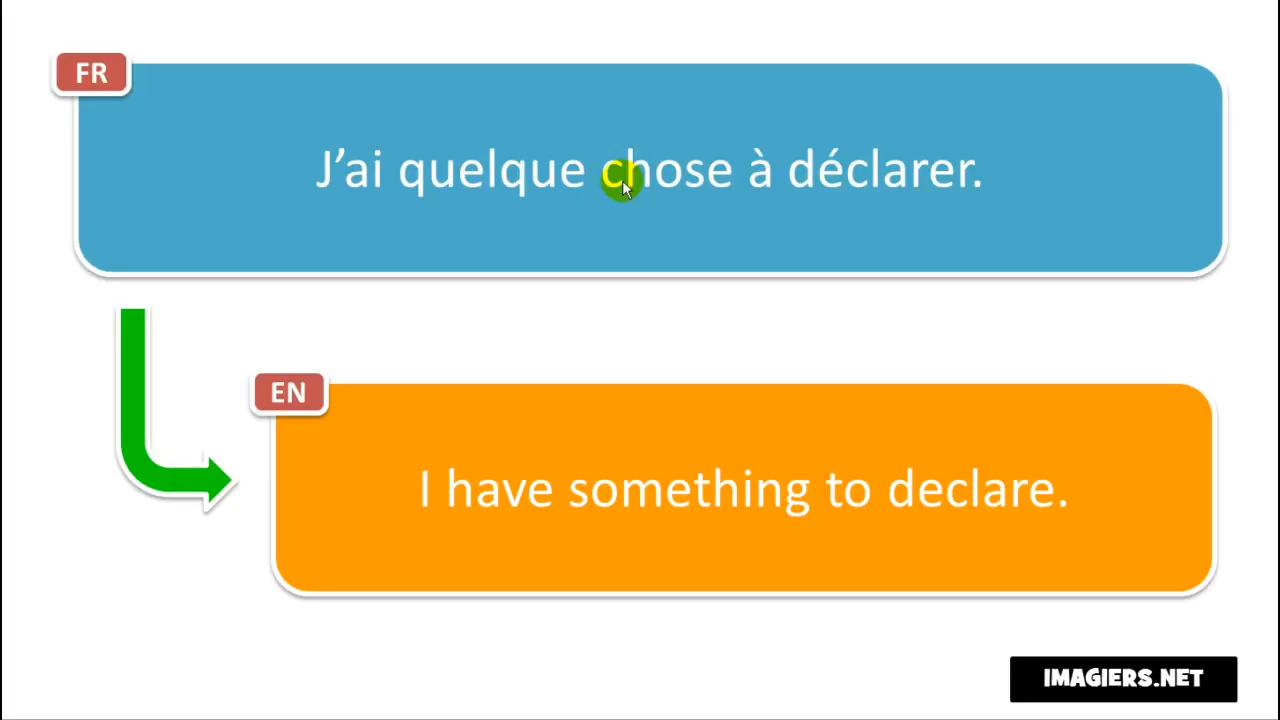 FR
J’ai quelque chose à déclarer.
EN
I have something to declare.
IMAGIERS.NET